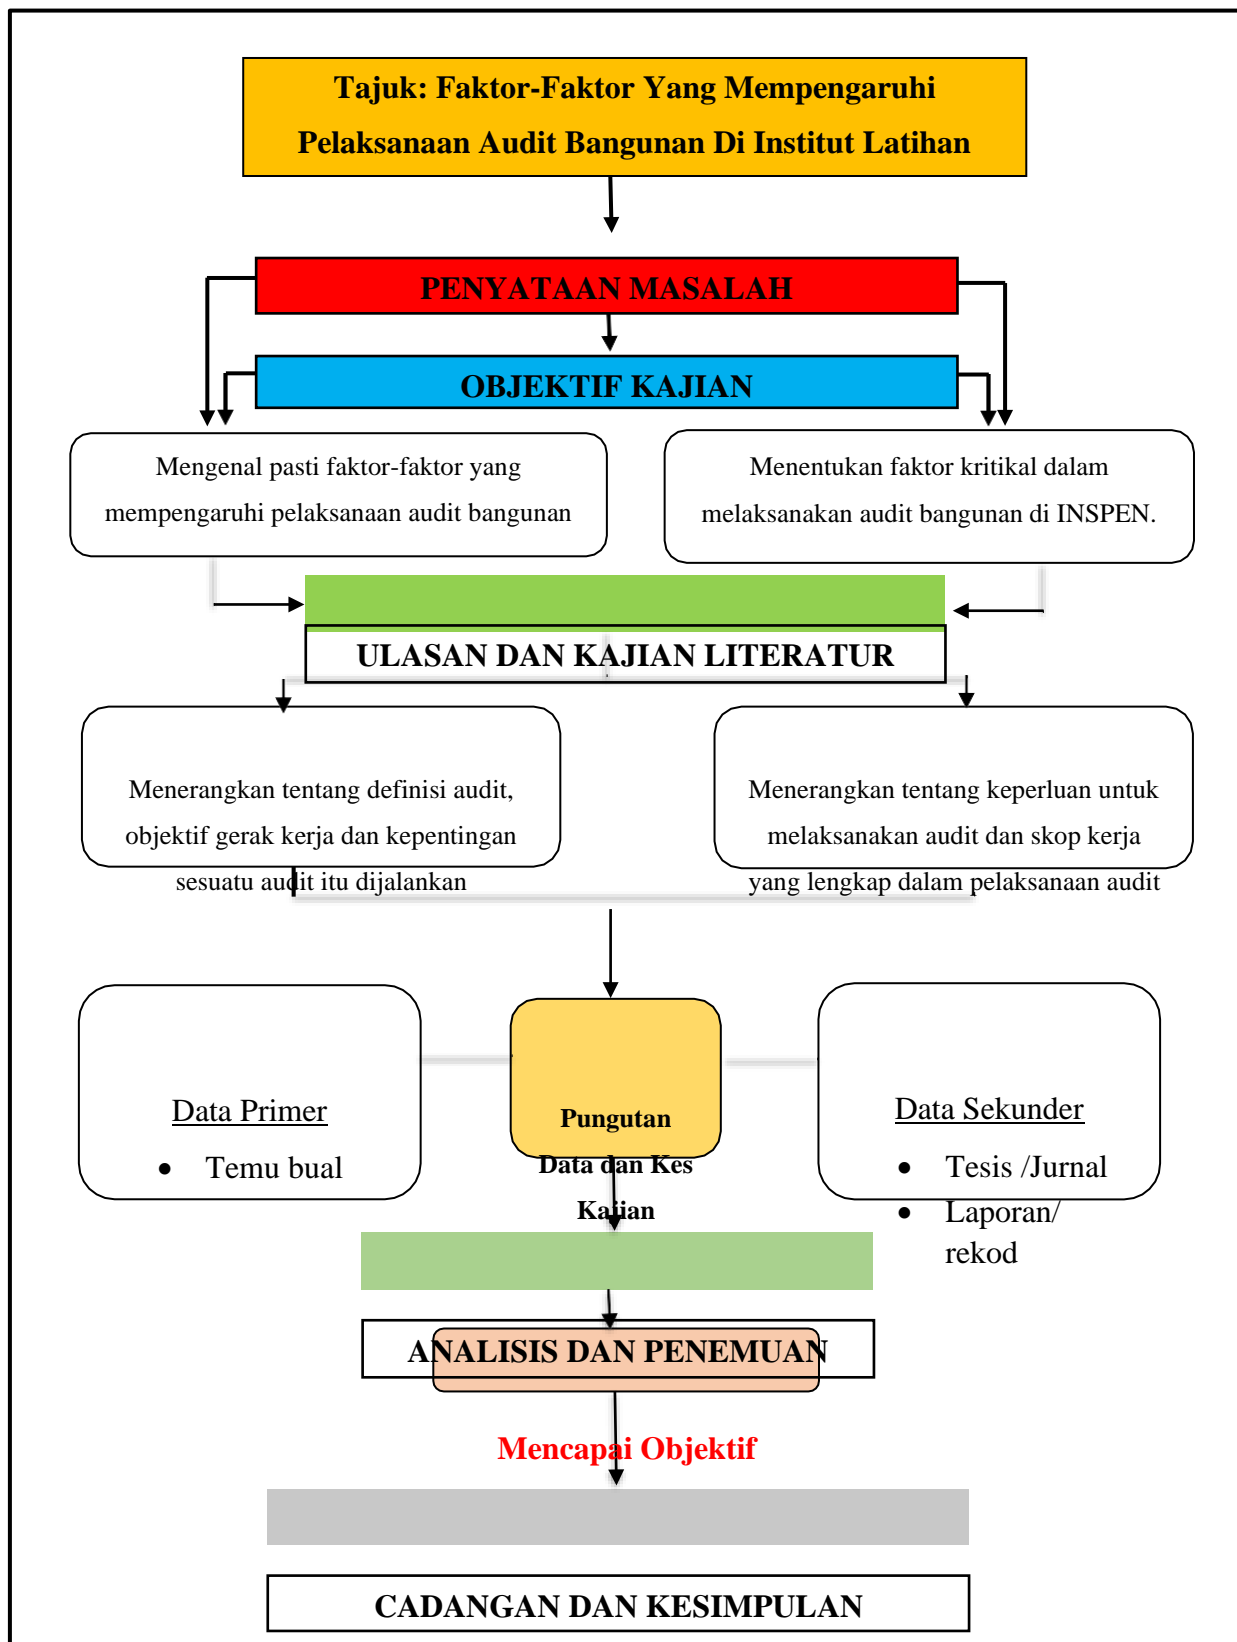 Tajuk: Faktor-Faktor Yang Mempengaruhi
Pelaksanaan Audit Bangunan Di Institut Latihan
PENYATAAN MASALAH
OBJEKTIF KAJIAN
Mengenal pasti faktor-faktor yang
mempengaruhi pelaksanaan audit bangunan
Menentukan faktor kritikal dalam
melaksanakan audit bangunan di INSPEN.
ULASAN DAN KAJIAN LITERATUR
Menerangkan tentang definisi audit,
objektif gerak kerja dan kepentingan
sesuatu audit itu dijalankan
Menerangkan tentang keperluan untuk
melaksanakan audit dan skop kerja
yang lengkap dalam pelaksanaan audit
Data Primer
• Temu bual
Pungutan
Data dan Kes
Kajian
Data Sekunder
• Tesis /Jurnal
• Laporan/
rekod
ANALISIS DAN PENEMUAN
Mencapai Objektif
CADANGAN DAN KESIMPULAN